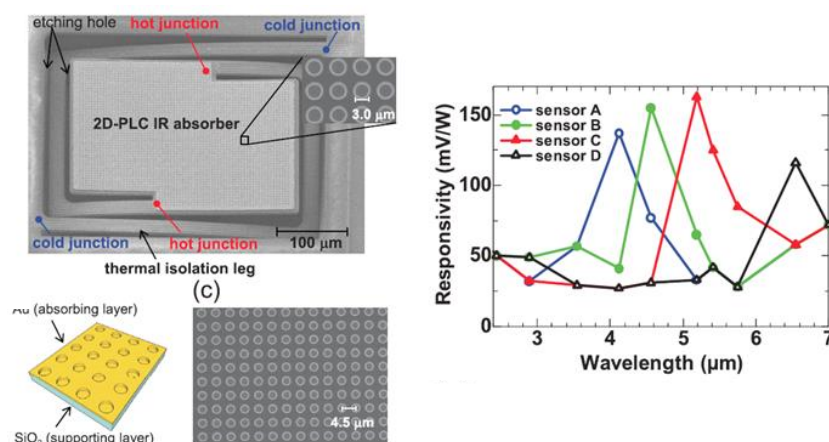 etching hole
hot junction
cold junction
2D-PLC IR absorber
3.0 μm
cold junction
hot junction
100 μm
thermal isolation leg
(c)
(absorbing layer)
4.5 μm
SiO₂ (supporting layer)
Responsivity (mV/W)
150
100
50
0
sensor A
sensor B
sensor C
sensor D
3
4
5
6
7
Wavelength (μm)